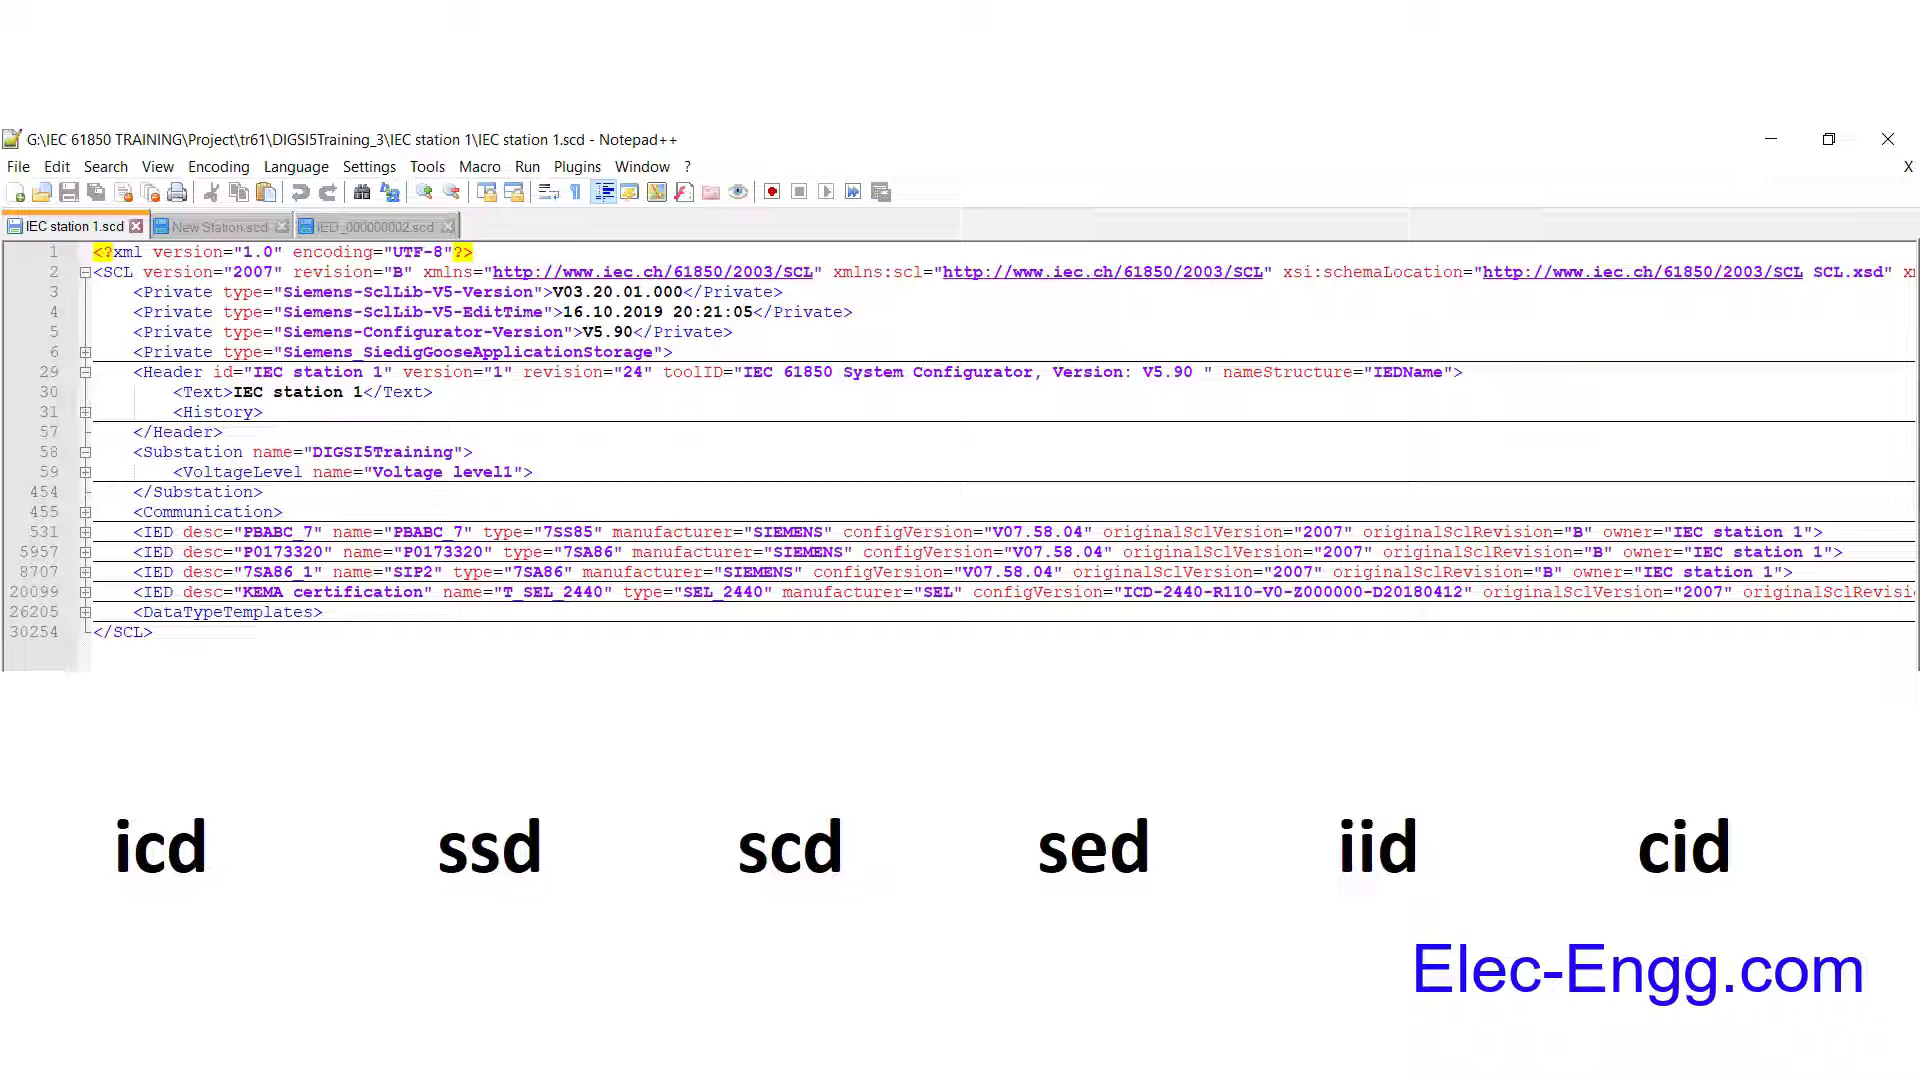 G:\IEC 61850 TRAINING\Project\tr61\DIGSI5Training_3\IEC station 1\IEC station 1.scd - Notepad++
File Edit Search View Encoding Language Settings Tools Macro Run Plugins Window ? X
IEC station 1.scd New Station.scd IED_000000002.scd
1 <?xml version="1.0" encoding="UTF-8"?>
2 <SCL version="2007" revision="B" xmlns="http://www.iec.ch/61850/2003/SCL" xmlns:scl="http://www.iec.ch/61850/2003/SCL" xsi:schemaLocation="http://www.iec.ch/61850/2003/SCL SCL.xsd"
3 <Private type="Siemens-SclLib-V5-Version">V03.20.01.000</Private>
4 <Private type="Siemens-SclLib-V5-EditTime">16.10.2019 20:21:05</Private>
5 <Private type="Siemens-Configurator-Version">V5.90</Private>
6 <Private type="Siemens_SiedigGooseApplicationStorage">
29 <Header id="IEC station 1" version="1" revision="24" toolID="IEC 61850 System Configurator, Version: V5.90 " nameStructure="IEDName">
30 <Text>IEC station 1</Text>
31 <History>
57 </Header>
58 <Substation name="DIGSI5Training">
59 <VoltageLevel name="Voltage level1">
454 </Substation>
455 <Communication>
531 <IED desc="PBABC_7" name="PBABC_7" type="7SS85" manufacturer="SIEMENS" configVersion="V07.58.04" originalSclVersion="2007" originalSclRevision="B" owner="IEC station 1">
5957 <IED desc="P0173320" name="P0173320" type="7SA86" manufacturer="SIEMENS" configVersion="V07.58.04" originalSclVersion="2007" originalSclRevision="B" owner="IEC station 1">
8707 <IED desc="7SA86_1" name="SIP2" type="7SA86" manufacturer="SIEMENS" configVersion="V07.58.04" originalSclVersion="2007" originalSclRevision="B" owner="IEC station 1">
20099 <IED desc="KEMA certification" name="T_SEL_2440" type="SEL_2440" manufacturer="SEL" configVersion="ICD-2440-R110-V0-Z000000-D20180412" originalSclVersion="2007" originalSclRevisi
26205 <DataTypeTemplates>
30254 </SCL>
icd ssd scd sed iid cid
Elec-Engg.com